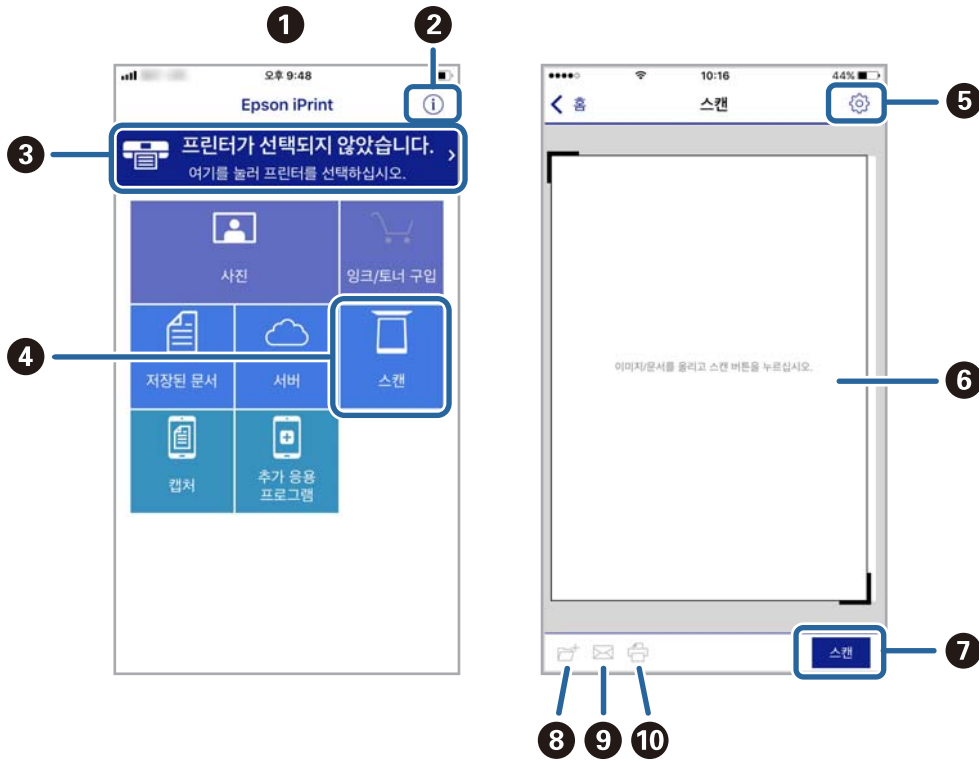 1
2
오후 9:48
Epson iPrint
i
3
프린터가 선택되지 않았습니다.
여기를 눌러 프린터를 선택하십시오.
사진
잉크/토너 구입
4
저장된 문서
서버
스캔
캡처
추가 응용
프로그램
10:16
44%
홈
스캔
5
이미지/문서를 올리고 스캔 버튼을 누르십시오.
6
스캔
7
8
9
10